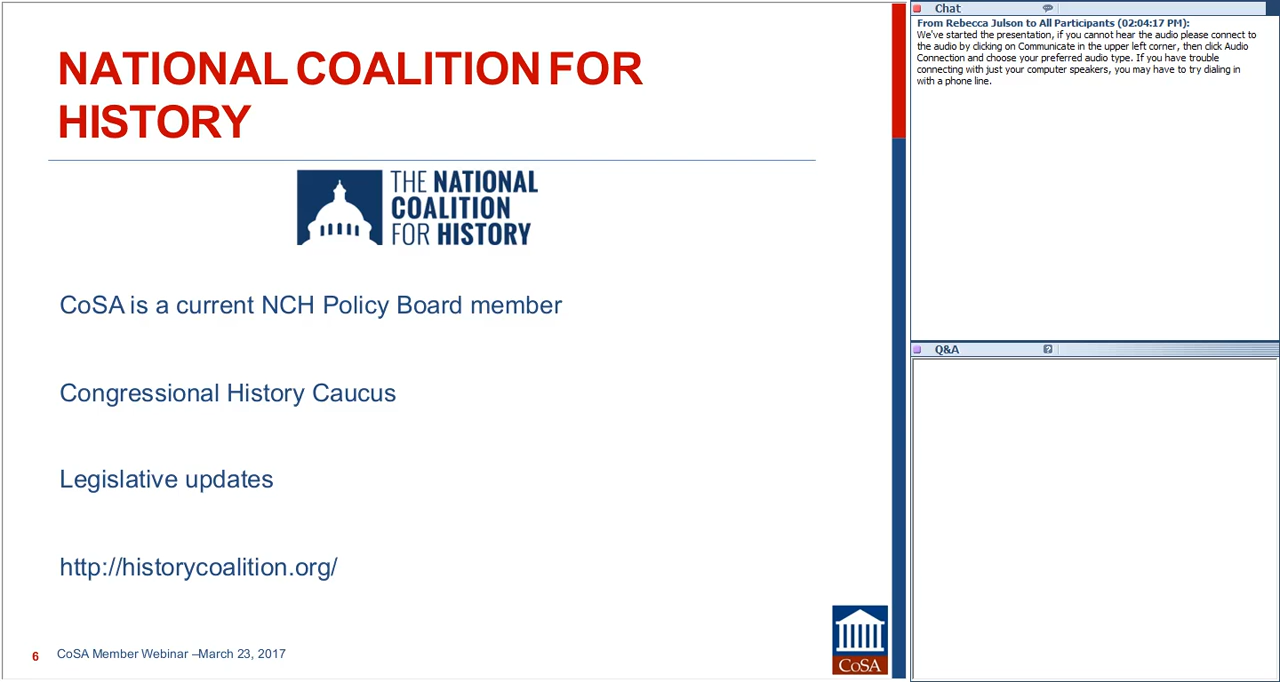 NATIONAL COALITION FOR
HISTORY
THE NATIONAL
COALITION
FOR HISTORY
CoSA is a current NCH Policy Board member
Congressional History Caucus
Legislative updates
http://historycoalition.org/
6 CoSA Member Webinar –March 23, 2017
CoSA
Chat
From Rebecca Julson to All Participants (02:04:17 PM):
We've started the presentation, if you cannot hear the audio please connect to
the audio by clicking on Communicate in the upper left corner, then click Audio
Connection and choose your preferred audio type. If you have trouble
connecting with just your computer speakers, you may have to try dialing in
with a phone line.
Q&A